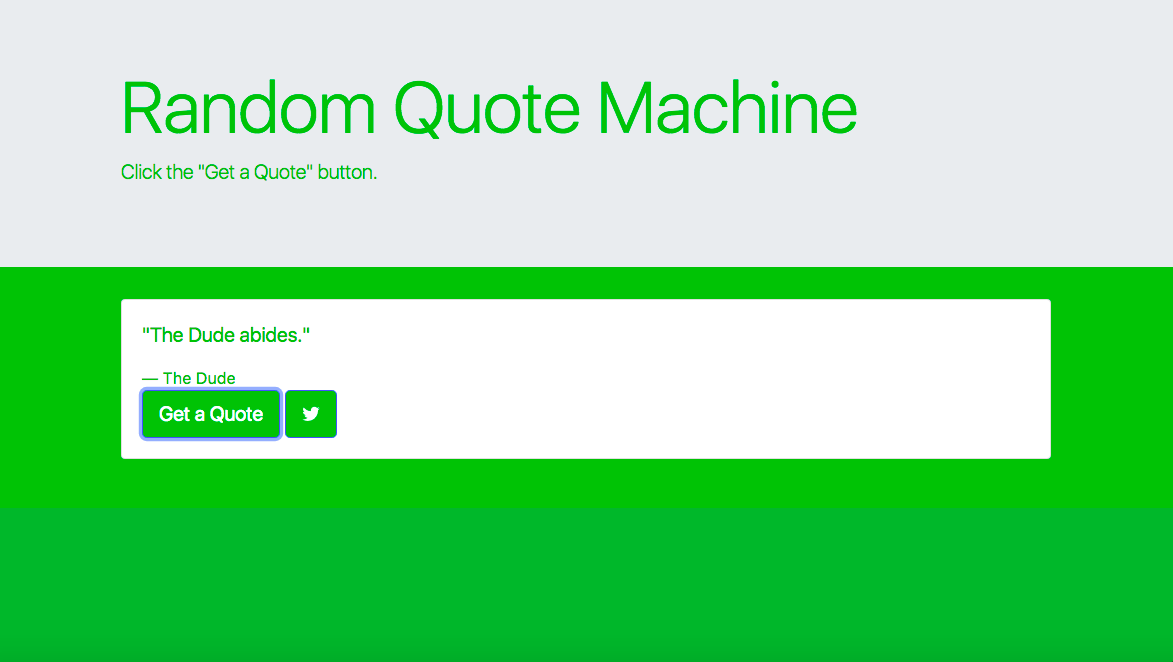 Random Quote Machine
Click the "Get a Quote" button.
"The Dude abides."
— The Dude
Get a Quote